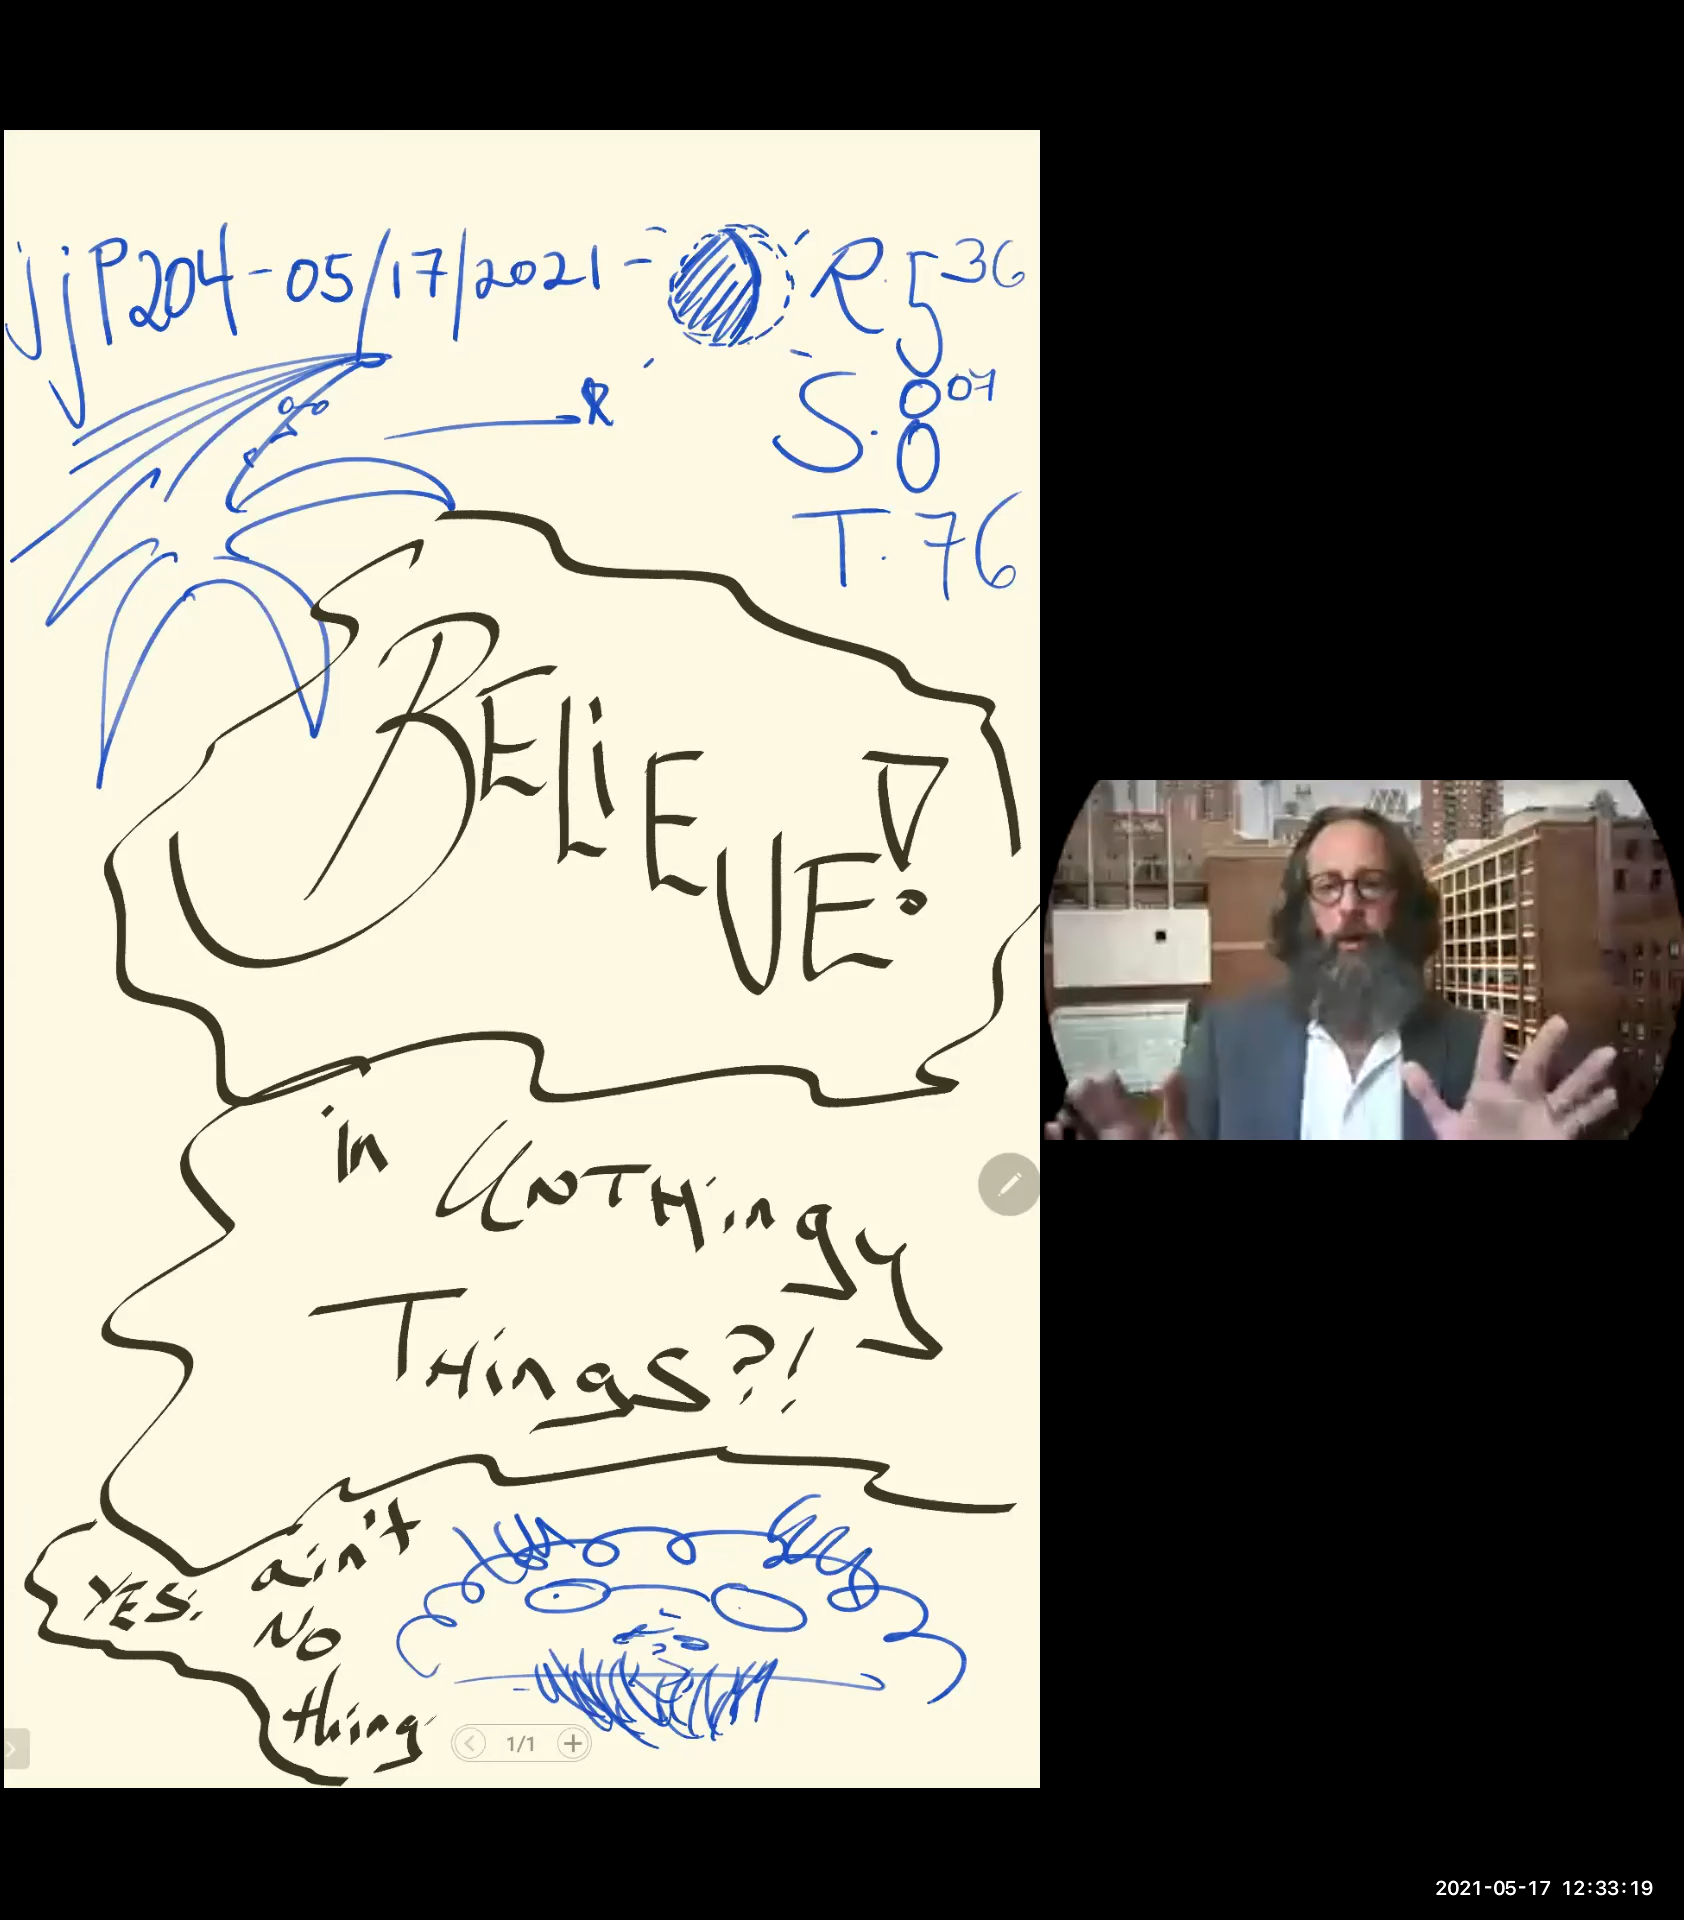 jjP204-05/17/2021- R. 5 36
S. 8 07
T. 76
BELiEVE!
in UNTHingy
THings?!
YES. ain't
NO
thing
1/1
2021-05-17 12:33:19